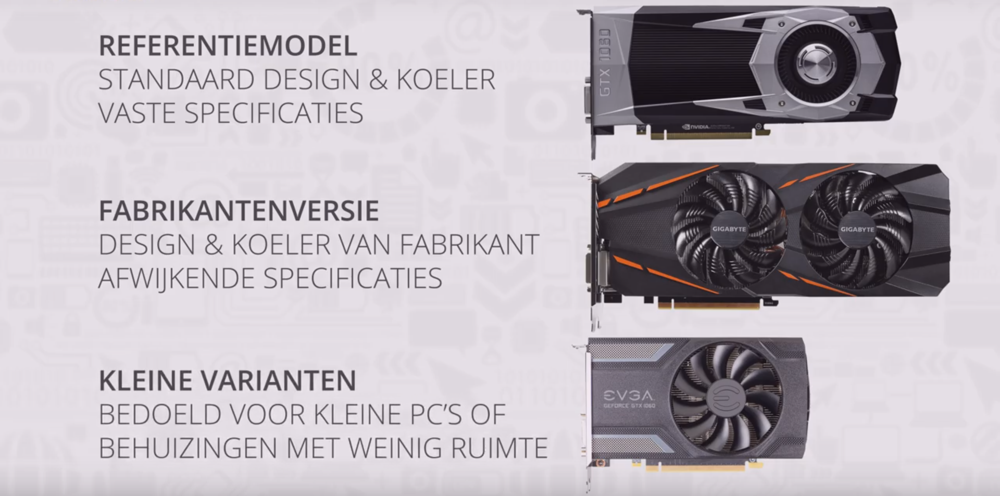 REFERENTIEMODEL
STANDAARD DESIGN & KOELER
VASTE SPECIFICATIES
GTX 1060
NVIDIA
FABRIKANTENVERSIE
DESIGN & KOELER VAN FABRIKANT
AFWIJKENDE SPECIFICATIES
GIGABYTE
GIGABYTE
KLEINE VARIANTEN
BEDOELD VOOR KLEINE PC’S OF
BEHUIZINGEN MET WEINIG RUIMTE
EVGA
GEFORCE GTX 1060